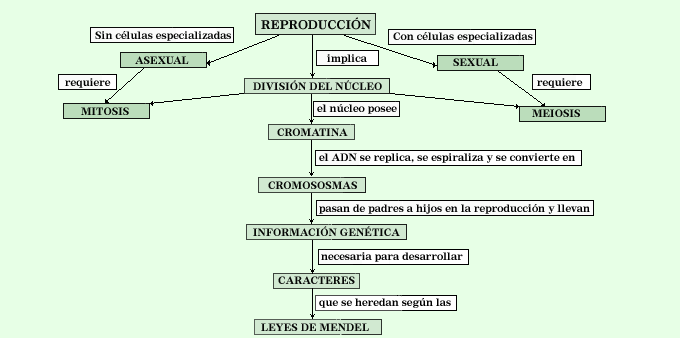 REPRODUCCIÓN
Sin células especializadas
Con células especializadas
ASEXUAL
implica
SEXUAL
requiere
DIVISIÓN DEL NÚCLEO
requiere
MITOSIS
el núcleo posee
MEIOSIS
CROMATINA
el ADN se replica, se espiraliza y se convierte en
CROMOSOSMAS
pasan de padres a hijos en la reproducción y llevan
INFORMACIÓN GENÉTICA
necesaria para desarrollar
CARACTERES
que se heredan según las
LEYES DE MENDEL